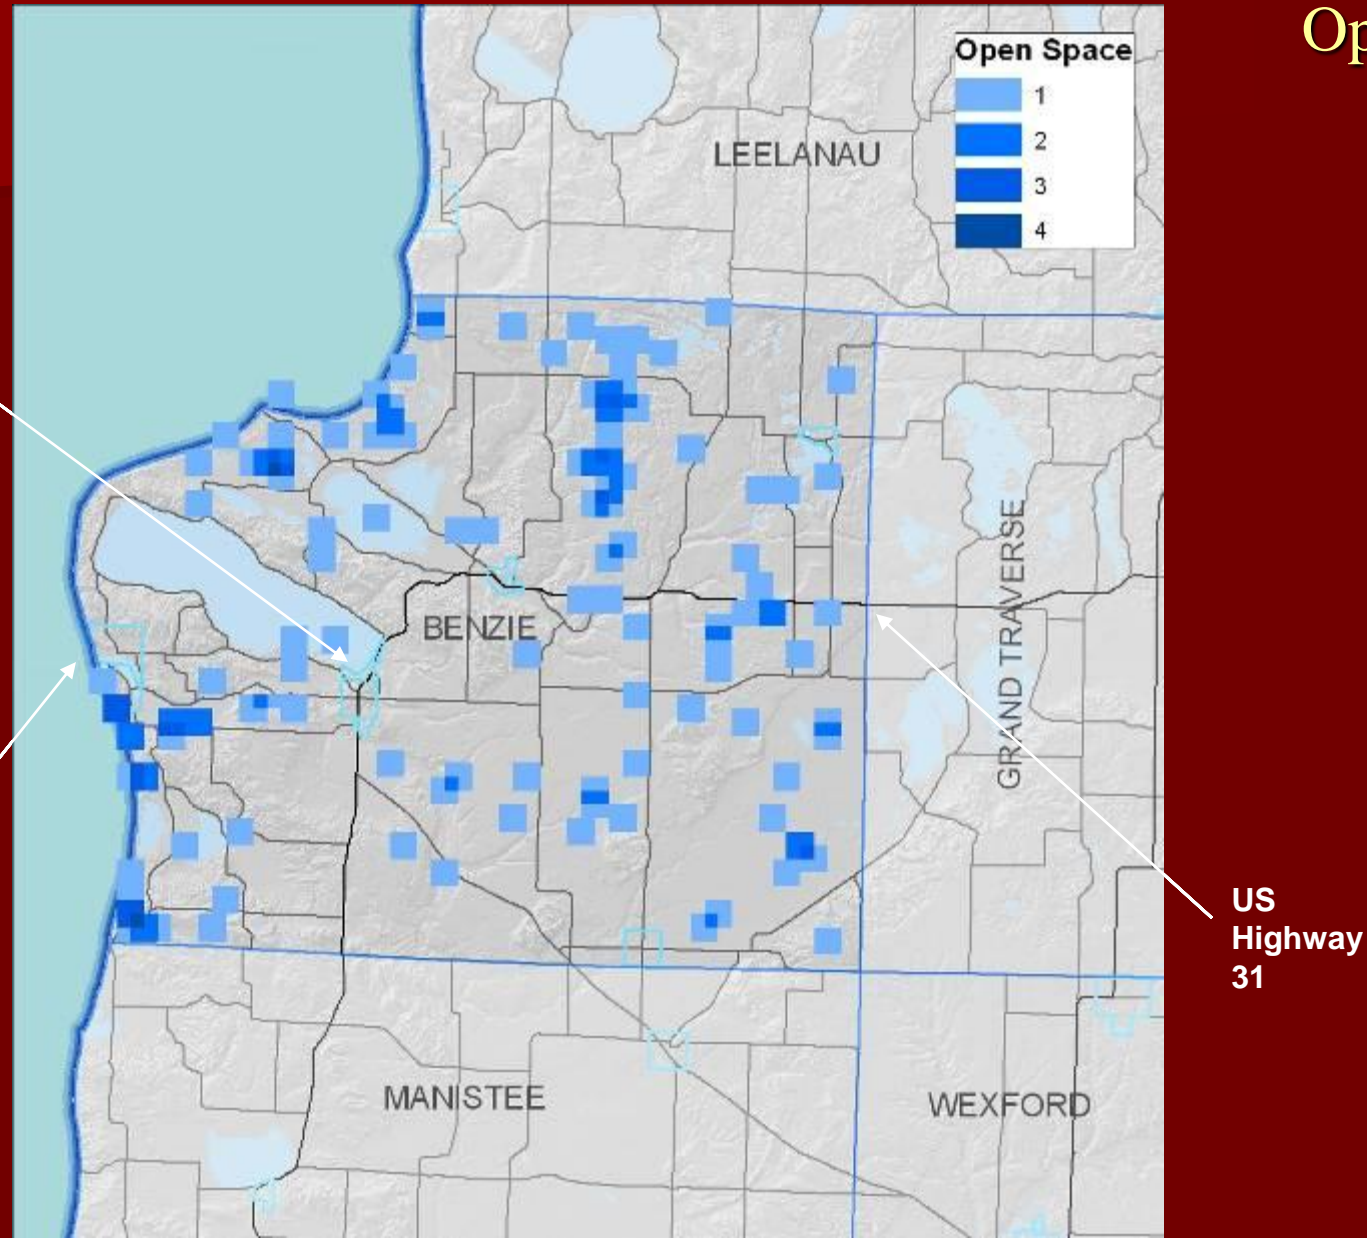 Op
Open Space
1
2
3
4
LEELANAU
BENZIE
GRAND TRAVERSE
US
Highway
31
MANISTEE
WEXFORD